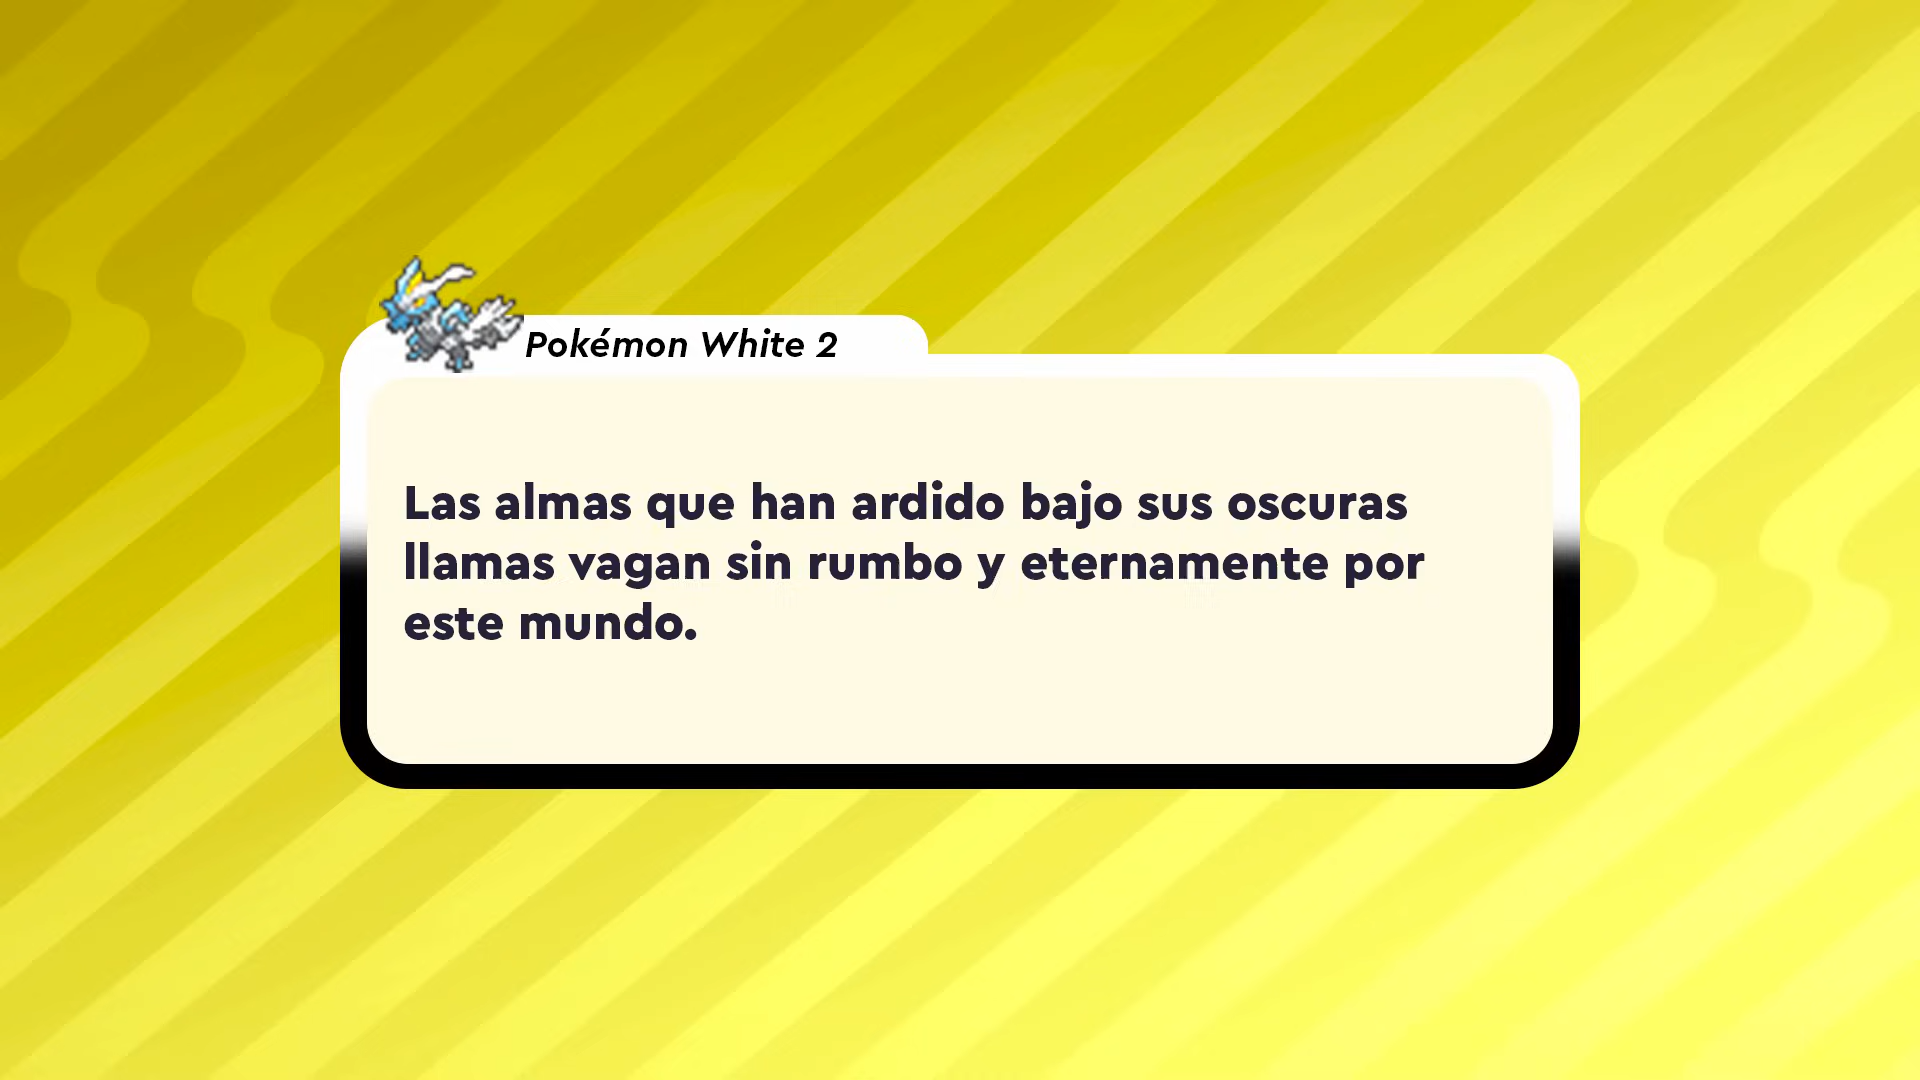 Pokémon White 2
Las almas que han ardido bajo sus oscuras
llamas vagan sin rumbo y eternamente por
este mundo.